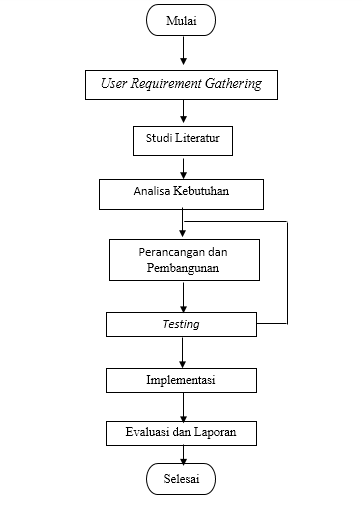 Mulai
User Requirement Gathering
Studi Literatur
Analisa Kebutuhan
Perancangan dan
Pembangunan
Testing
Implementasi
Evaluasi dan Laporan
Selesai